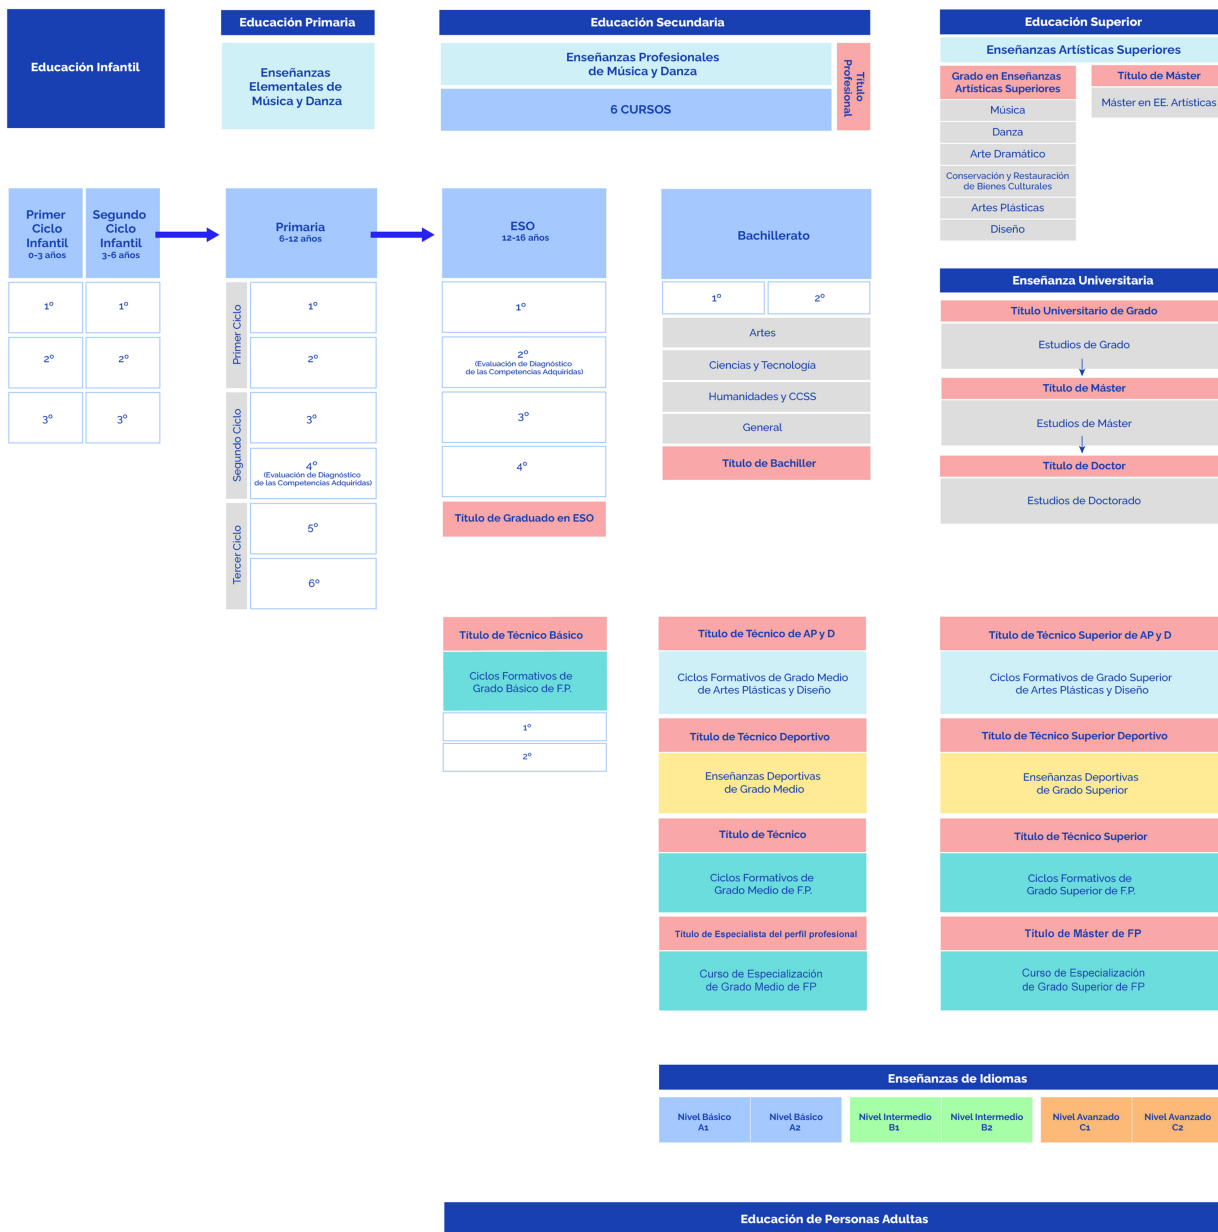 Educación Infantil
Educación Primaria
Enseñanzas
Elementales de
Música y Danza
Educación Secundaria
Enseñanzas Profesionales
de Música y Danza
6 CURSOS
Título
Profesional
Educación Superior
Enseñanzas Artísticas Superiores
Grado en Enseñanzas
Artísticas Superiores
Música
Danza
Arte Dramático
Conservación y Restauración
de Bienes Culturales
Artes Plásticas
Diseño
Título de Máster
Máster en EE. Artísticas
Primer
Ciclo
Infantil
0-3 años
1º
2º
3º
Segundo
Ciclo
Infantil
3-6 años
1º
2º
3º
Primaria
6-12 años
Primer Ciclo
1º
2º
Segundo Ciclo
3º
4º
(Evaluación de Diagnóstico
de las Competencias Adquiridas)
Tercer Ciclo
5º
6º
ESO
12-16 años
1º
2º
(Evaluación de Diagnóstico
de las Competencias Adquiridas)
3º
4º
Título de Graduado en ESO
Bachillerato
1º
2º
Artes
Ciencias y Tecnología
Humanidades y CCSS
General
Título de Bachiller
Enseñanza Universitaria
Título Universitario de Grado
Estudios de Grado
Título de Máster
Estudios de Máster
Título de Doctor
Estudios de Doctorado
Título de Técnico Básico
Ciclos Formativos de
Grado Básico de F.P.
1º
2º
Título de Técnico de AP y D
Ciclos Formativos de Grado Medio
de Artes Plásticas y Diseño
Título de Técnico Deportivo
Enseñanzas Deportivas
de Grado Medio
Título de Técnico
Ciclos Formativos de
Grado Medio de F.P.
Título de Especialista del perfil profesional
Curso de Especialización
de Grado Medio de FP
Título de Técnico Superior de AP y D
Ciclos Formativos de Grado Superior
de Artes Plásticas y Diseño
Título de Técnico Superior Deportivo
Enseñanzas Deportivas
de Grado Superior
Título de Técnico Superior
Ciclos Formativos de
Grado Superior de F.P.
Título de Máster de FP
Curso de Especialización
de Grado Superior de FP
Enseñanzas de Idiomas
Nivel Básico
A1
Nivel Básico
A2
Nivel Intermedio
B1
Nivel Intermedio
B2
Nivel Avanzado
C1
Nivel Avanzado
C2
Educación de Personas Adultas